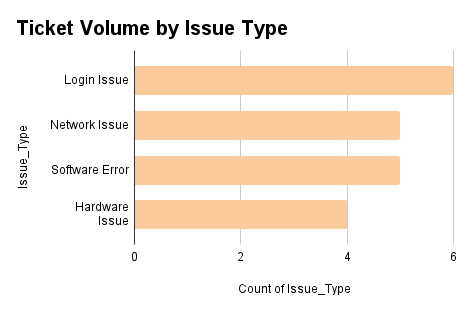 Ticket Volume by Issue Type
Issue_Type
Login Issue
Network Issue
Software Error
Hardware
Issue
0
2
4
6
Count of Issue_Type